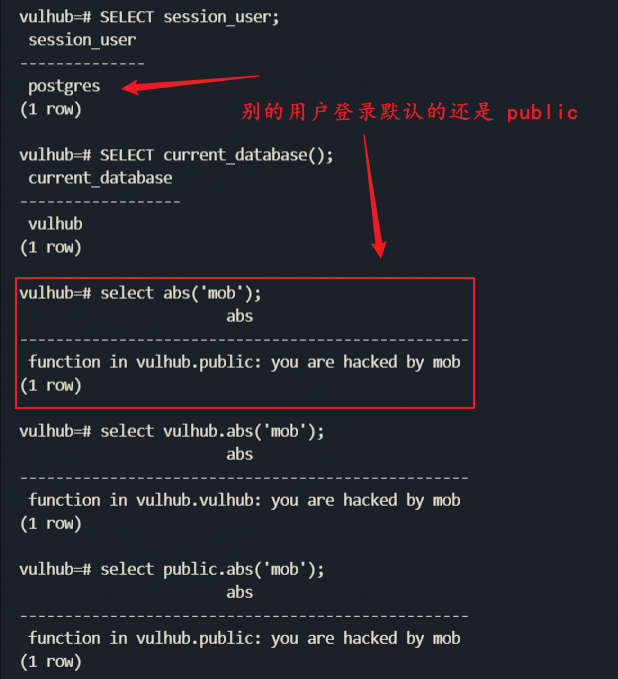 vulhub=# SELECT session_user;
session_user
--------------
postgres
(1 row)
别的用户登录默认的还是 public
vulhub=# SELECT current_database();
current_database
------------------
vulhub
(1 row)
vulhub=# select abs('mob');
abs
--------------------------------------------------
function in vulhub.public: you are hacked by mob
(1 row)
vulhub=# select vulhub.abs('mob');
abs
--------------------------------------------------
function in vulhub.vulhub: you are hacked by mob
(1 row)
vulhub=# select public.abs('mob');
abs
--------------------------------------------------
function in vulhub.public: you are hacked by mob
(1 row)